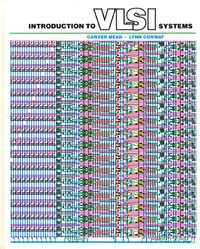 INTRODUCTION TO VLSI SYSTEMS
CARVER MEAD • LYNN CONWAY